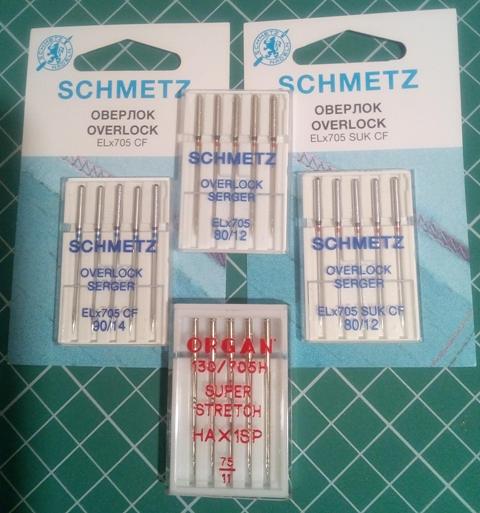 SCHMETZ
ОВЕРЛОК
OVERLOCK
ELx705 CF
SCHMETZ
OVERLOCK
SERGER
ELx705 CF
90/14
SCHMETZ
OVERLOCK
SERGER
ELx705
80/12
SCHMETZ
ОВЕРЛОК
OVERLOCK
ELx705 SUK CF
SCHMETZ
OVERLOCK
SERGER
ELx705 SUK CF
80/12
ORGAN
130/705H
SUPER
STRETCH
HAX1SP
75
11